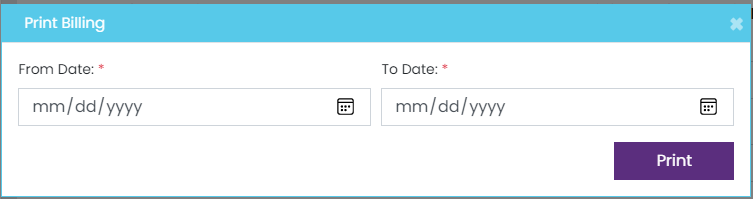 Print Billing
From Date: * To Date: *
mm/dd/yyyy mm/dd/yyyy
Print